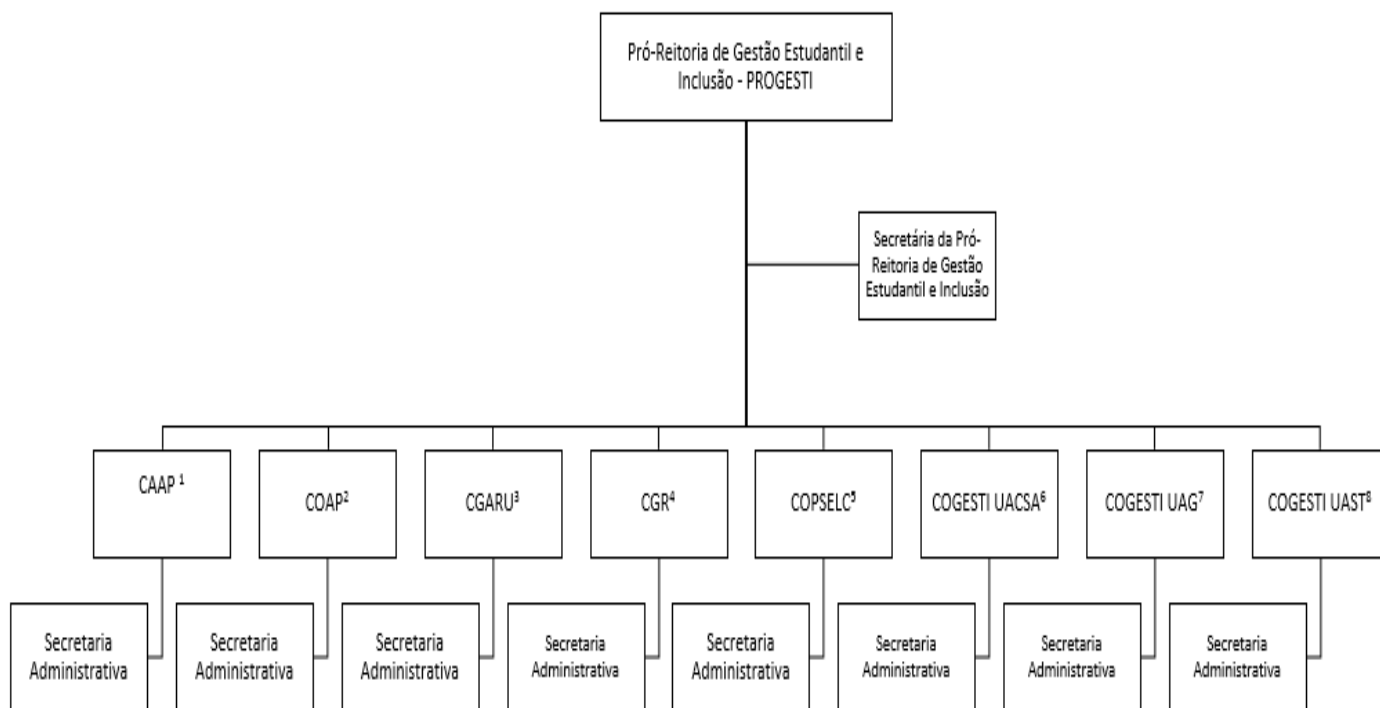 Pró-Reitoria de Gestão Estudantil e
Inclusão - PROGESTI
Secretária da Pró-
Reitoria de Gestão
Estudantil e Inclusão
CAAP ¹
COAP²
CGARU³
CGR⁴
COPSELC⁵
COGESTI UACSA⁶
COGESTI UAG⁷
COGESTI UAST⁸
Secretaria
Administrativa
Secretaria
Administrativa
Secretaria
Administrativa
Secretaria
Administrativa
Secretaria
Administrativa
Secretaria
Administrativa
Secretaria
Administrativa
Secretaria
Administrativa